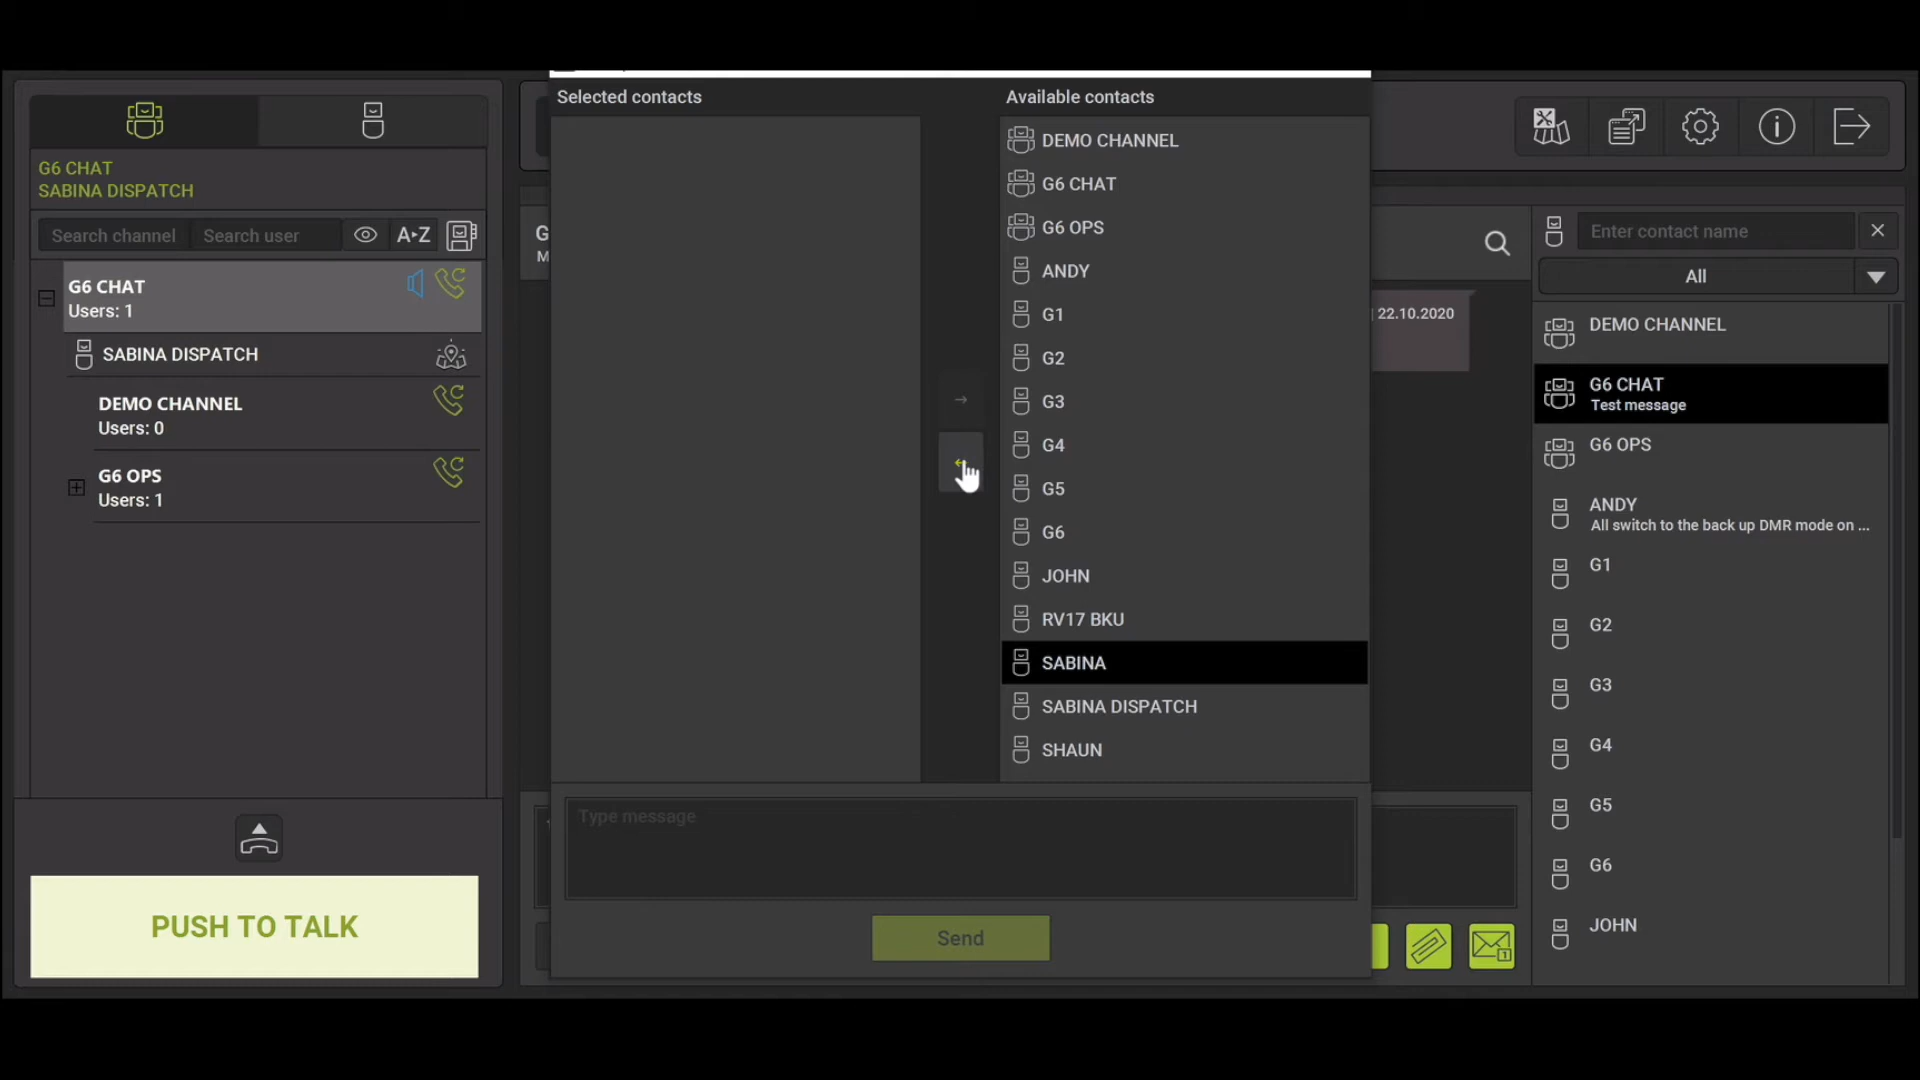 G6 CHAT
SABINA DISPATCH
Search channel
Search user
A▸Z
G6 CHAT
Users: 1
SABINA DISPATCH
DEMO CHANNEL
Users: 0
G6 OPS
Users: 1
PUSH TO TALK
G
M
22.10.2020
Selected contacts
Available contacts
DEMO CHANNEL
G6 CHAT
G6 OPS
ANDY
G1
G2
G3
G4
G5
G6
JOHN
RV17 BKU
SABINA
SABINA DISPATCH
SHAUN
Type message
Send
Enter contact name
All
DEMO CHANNEL
G6 CHAT
Test message
G6 OPS
ANDY
All switch to the back up DMR mode on ...
G1
G2
G3
G4
G5
G6
JOHN